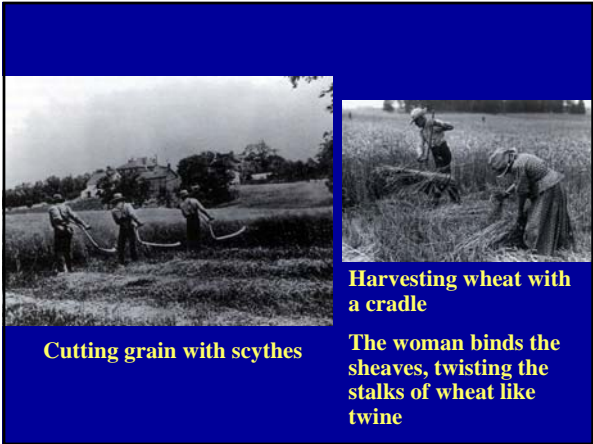 Cutting grain with scythes
Harvesting wheat with
a cradle
The woman binds the
sheaves, twisting the
stalks of wheat like
twine